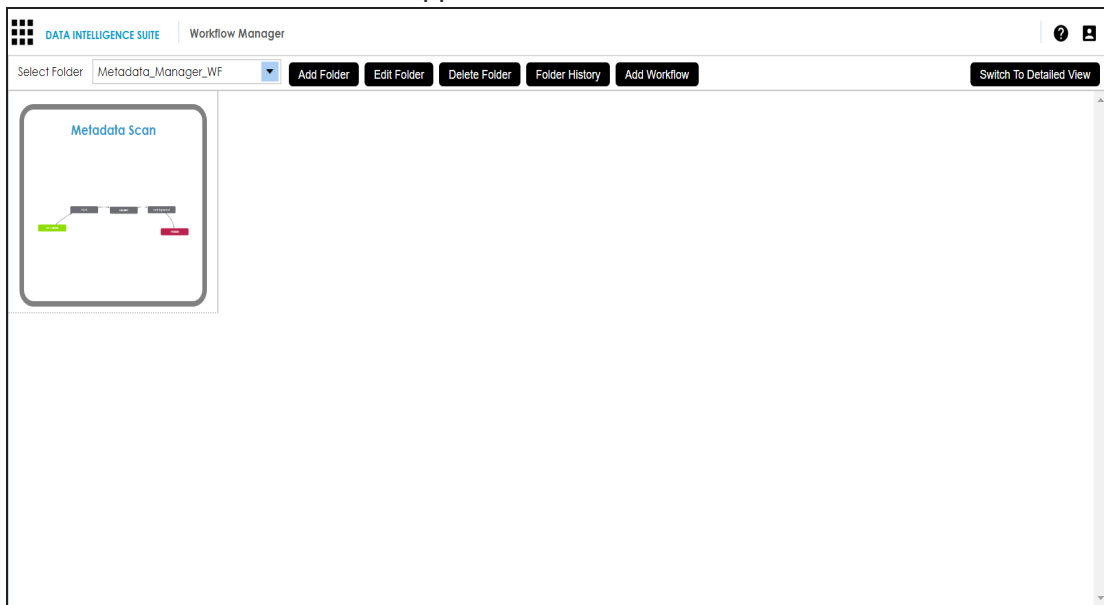 DATA INTELLIGENCE SUITE Workflow Manager
Select Folder Metadata_Manager_WF Add Folder Edit Folder Delete Folder Folder History Add Workflow Switch To Detailed View
Metadata Scan